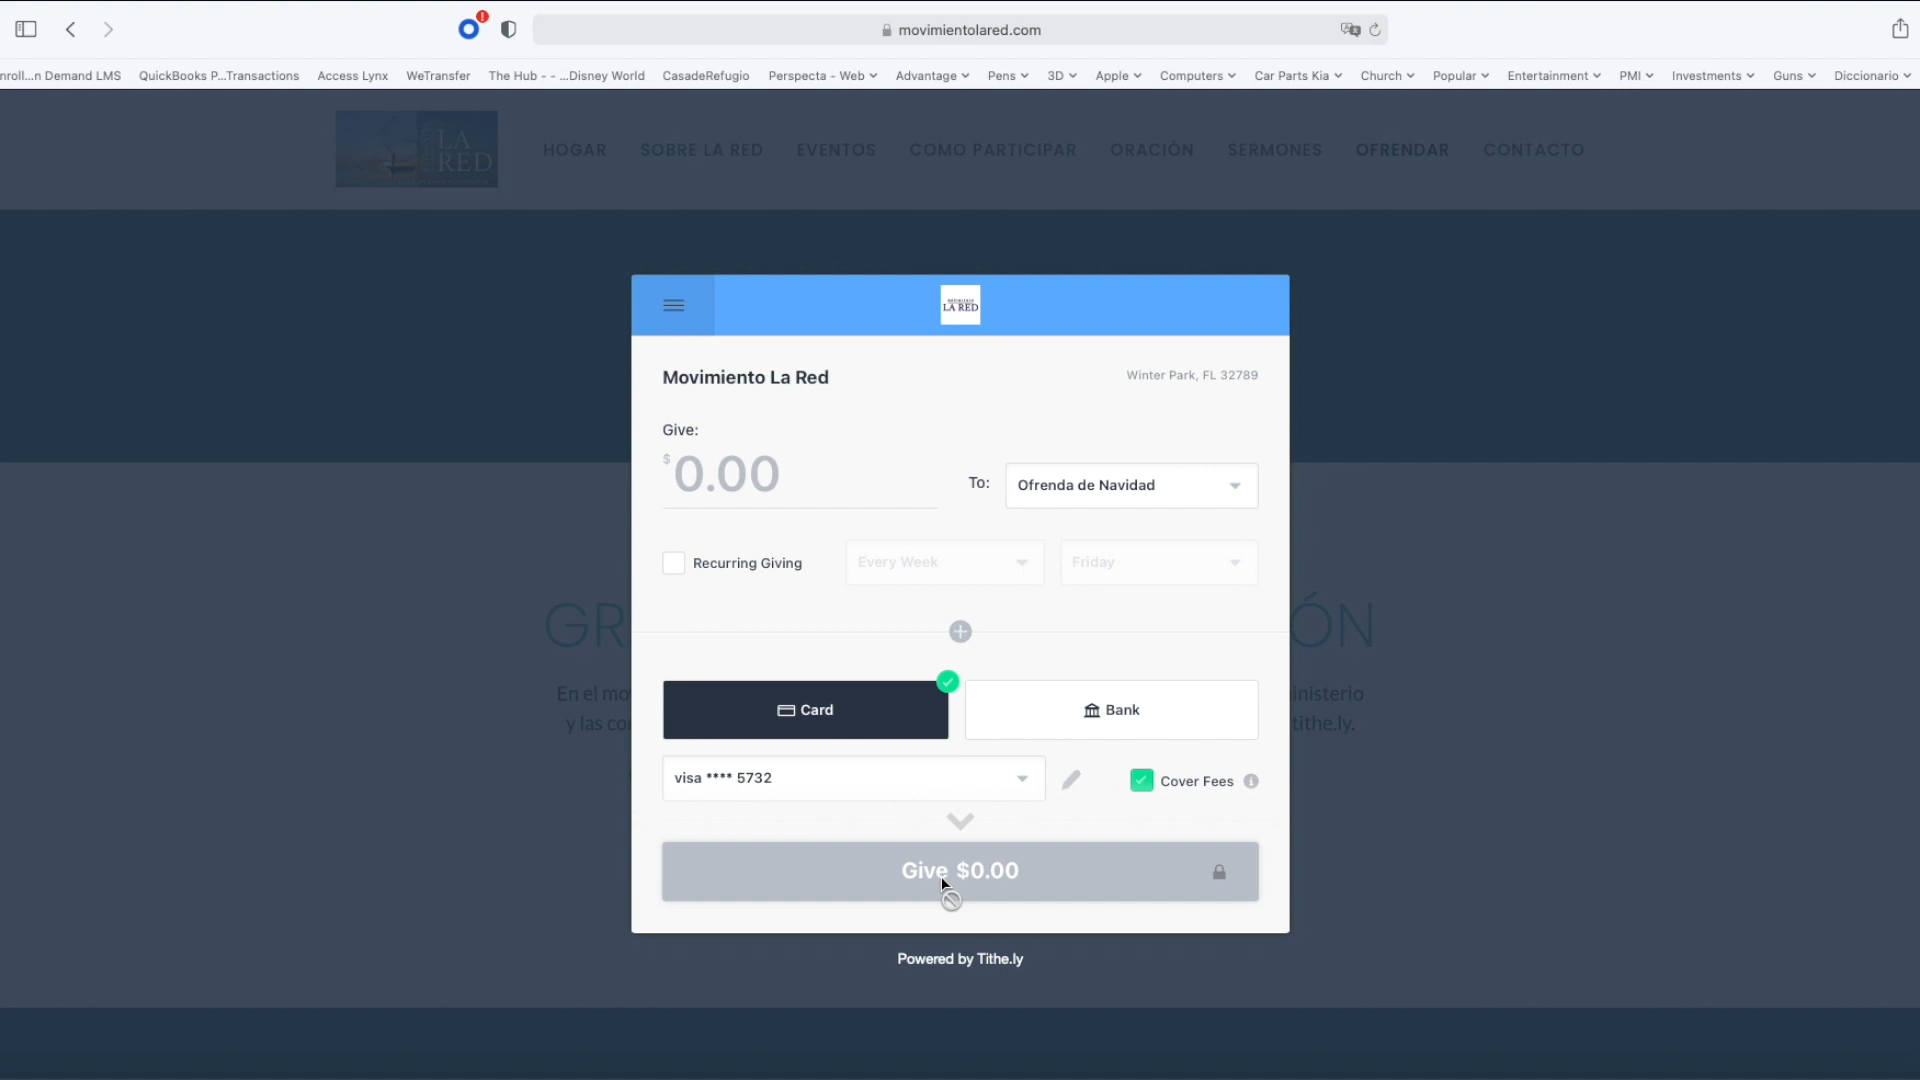 movimientolared.com
nroll...n Demand LMS QuickBooks P...Transactions Access Lynx WeTransfer The Hub - - ...Disney World CasadeRefugio Perspecta - Web Advantage Pens 3D Apple Computers Car Parts Kia Church Popular Entertainment PMI Investments Guns Diccionario
LA RED
HOGAR SOBRE LA RED EVENTOS COMO PARTICIPAR ORACIÓN SERMONES OFRENDAR CONTACTO
LA RED
Movimiento La Red Winter Park, FL 32789
Give:
$ 0.00 To: Ofrenda de Navidad
Recurring Giving Every Week Friday
GR ÓN
Card Bank
En el mo inisterio
y las co tithe.ly.
visa **** 5732 Cover Fees
Give $0.00
Powered by Tithe.ly